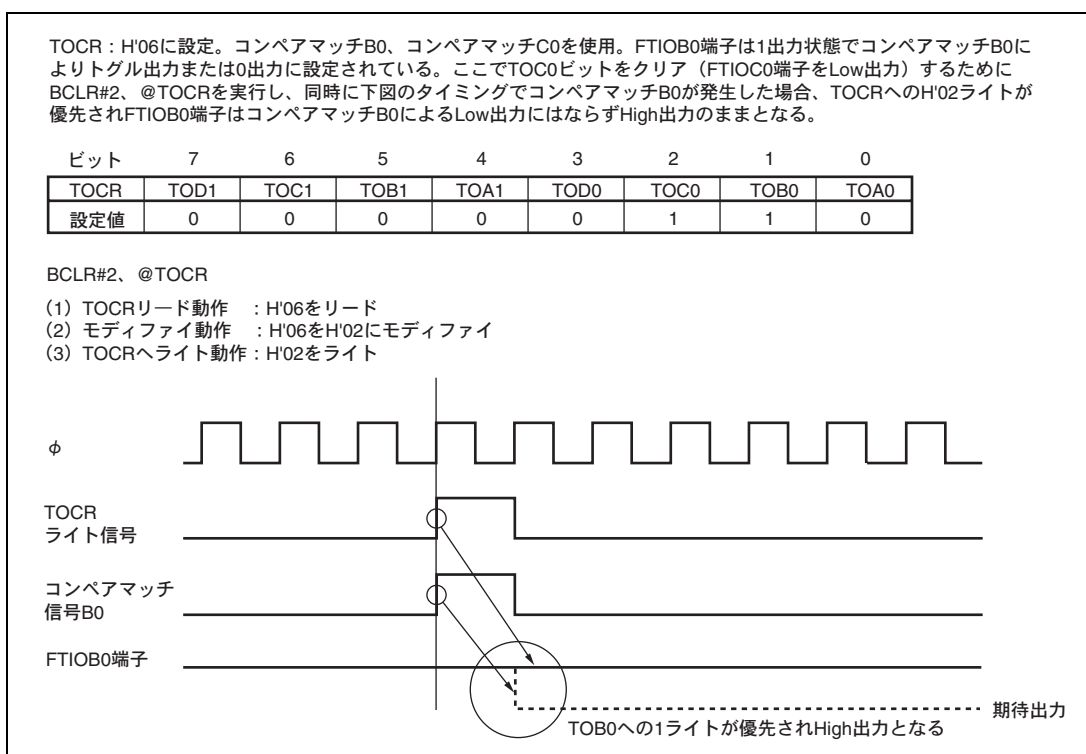 TOCR：H'06に設定。コンペアマッチB0、コンペアマッチC0を使用。FTIOB0端子は1出力状態でコンペアマッチB0に
よりトグル出力または0出力に設定されている。ここでTOC0ビットをクリア（FTIOC0端子をLow出力）するために
BCLR#2、@TOCRを実行し、同時に下図のタイミングでコンペアマッチB0が発生した場合、TOCRへのH'02ライトが
優先されFTIOB0端子はコンペアマッチB0によるLow出力にはならずHigh出力のままとなる。
ビット 7 6 5 4 3 2 1 0
TOCR TOD1 TOC1 TOB1 TOA1 TOD0 TOC0 TOB0 TOA0
設定値 0 0 0 0 0 1 1 0
BCLR#2、@TOCR
（1）TOCRリード動作　：H'06をリード
（2）モディファイ動作　：H'06をH'02にモディファイ
（3）TOCRへライト動作：H'02をライト
φ
TOCR
ライト信号
コンペアマッチ
信号B0
FTIOB0端子
期待出力
TOB0への1ライトが優先されHigh出力となる